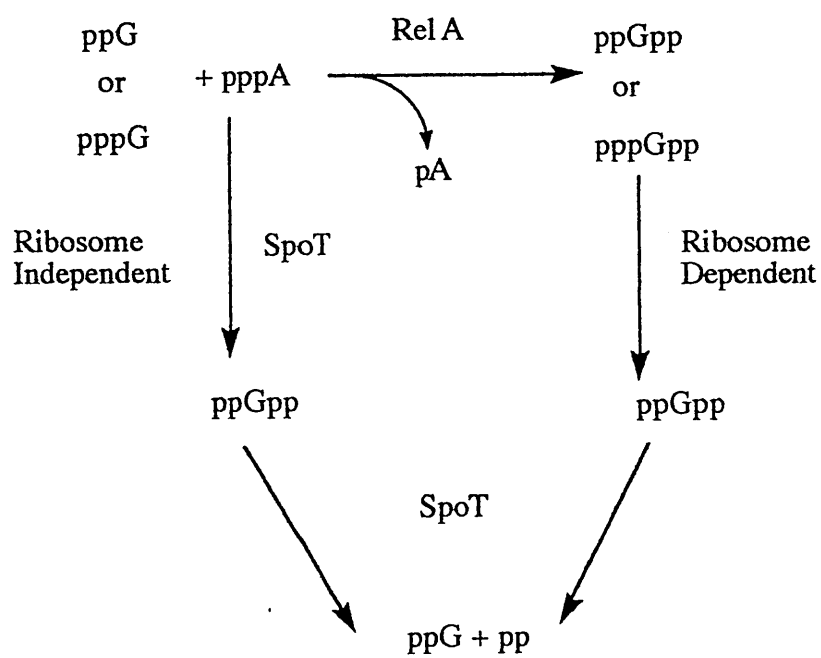 ppG
or
pppG
+ pppA
Rel A
pA
ppGpp
or
pppGpp
Ribosome
Independent
SpoT
Ribosome
Dependent
ppGpp
ppGpp
SpoT
ppG + pp